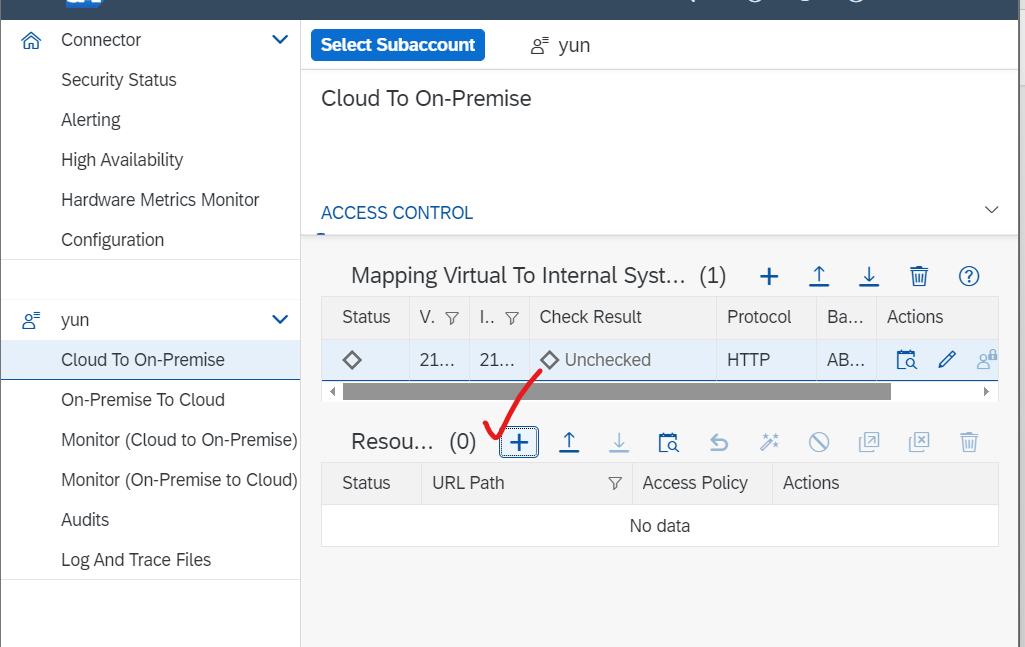 Connector
Security Status
Alerting
High Availability
Hardware Metrics Monitor
Configuration
yun
Cloud To On-Premise
On-Premise To Cloud
Monitor (Cloud to On-Premise)
Monitor (On-Premise to Cloud)
Audits
Log And Trace Files
Select Subaccount yun
Cloud To On-Premise
ACCESS CONTROL
Mapping Virtual To Internal Syst... (1)
Status V. I.. Check Result Protocol Ba... Actions
21... 21... Unchecked HTTP AB...
Resou... (0)
Status URL Path Access Policy Actions
No data